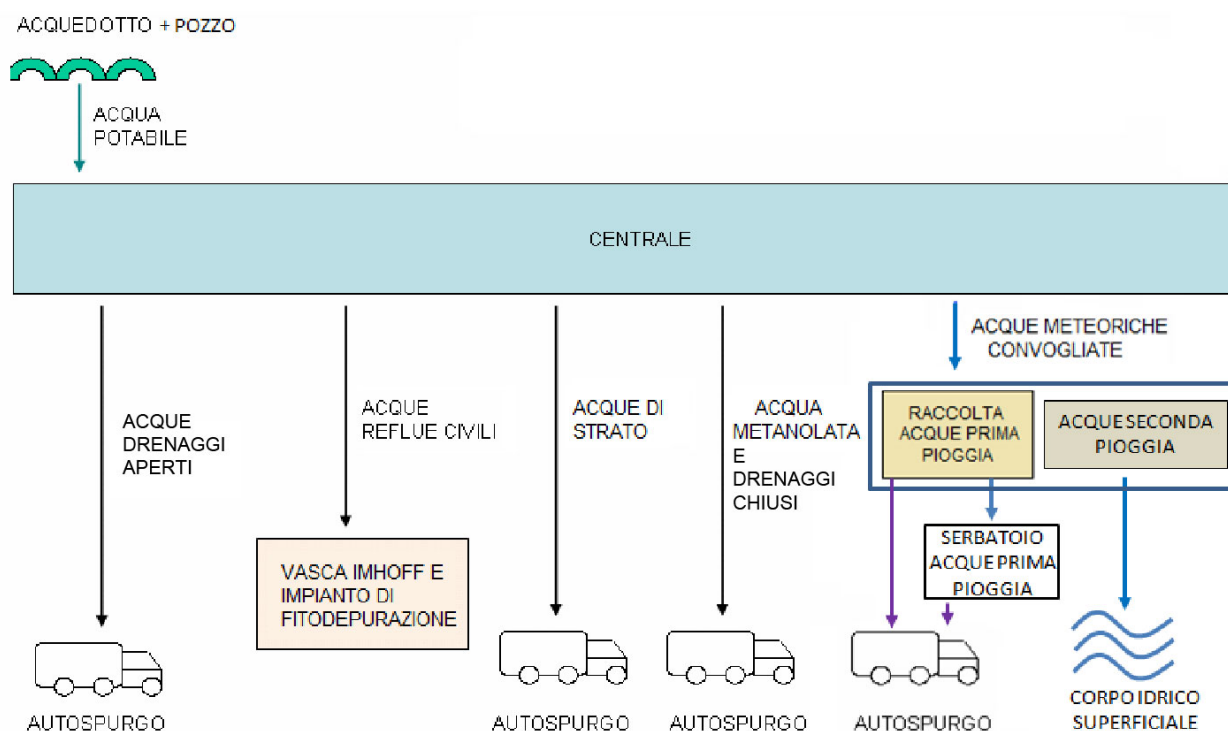 ACQUEDOTTO + POZZO
ACQUA
POTABILE
CENTRALE
ACQUE
DRENAGGI
APERTI
AUTOSPURGO
ACQUE
REFLUE CIVILI
VASCA IMHOFF E
IMPIANTO DI
FITODEPURAZIONE
ACQUE DI
STRATO
AUTOSPURGO
ACQUA
METANOLATA
E
DRENAGGI
CHIUSI
AUTOSPURGO
ACQUE METEORICHE
CONVOGLIATE
RACCOLTA
ACQUE PRIMA
PIOGGIA
ACQUE SECONDA
PIOGGIA
SERBATOIO
ACQUE PRIMA
PIOGGIA
AUTOSPURGO
CORPO IDRICO
SUPERFICIALE